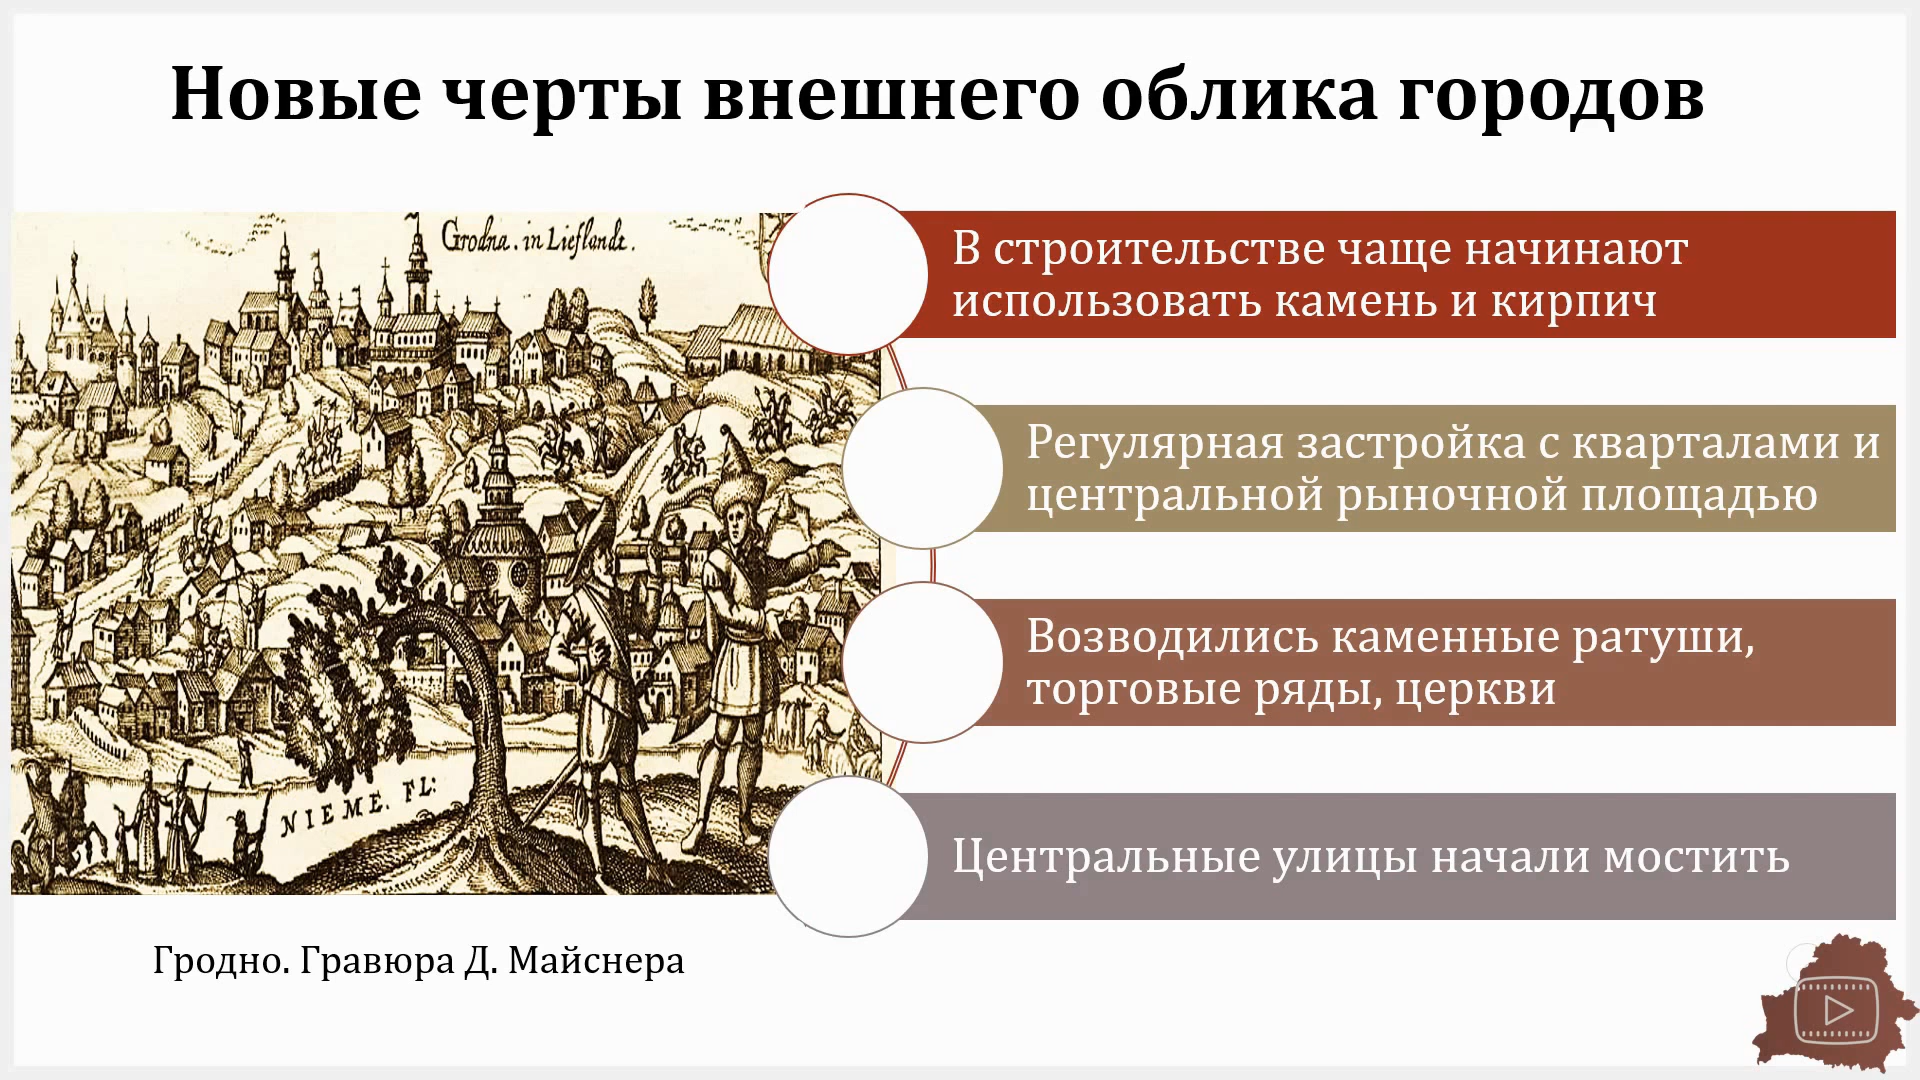 Новые черты внешнего облика городов
Grodna. in Lieflandt.
NIEME. FL:
В строительстве чаще начинают
использовать камень и кирпич
Регулярная застройка с кварталами и
центральной рыночной площадью
Возводились каменные ратуши,
торговые ряды, церкви
Центральные улицы начали мостить
Гродно. Гравюра Д. Майснера